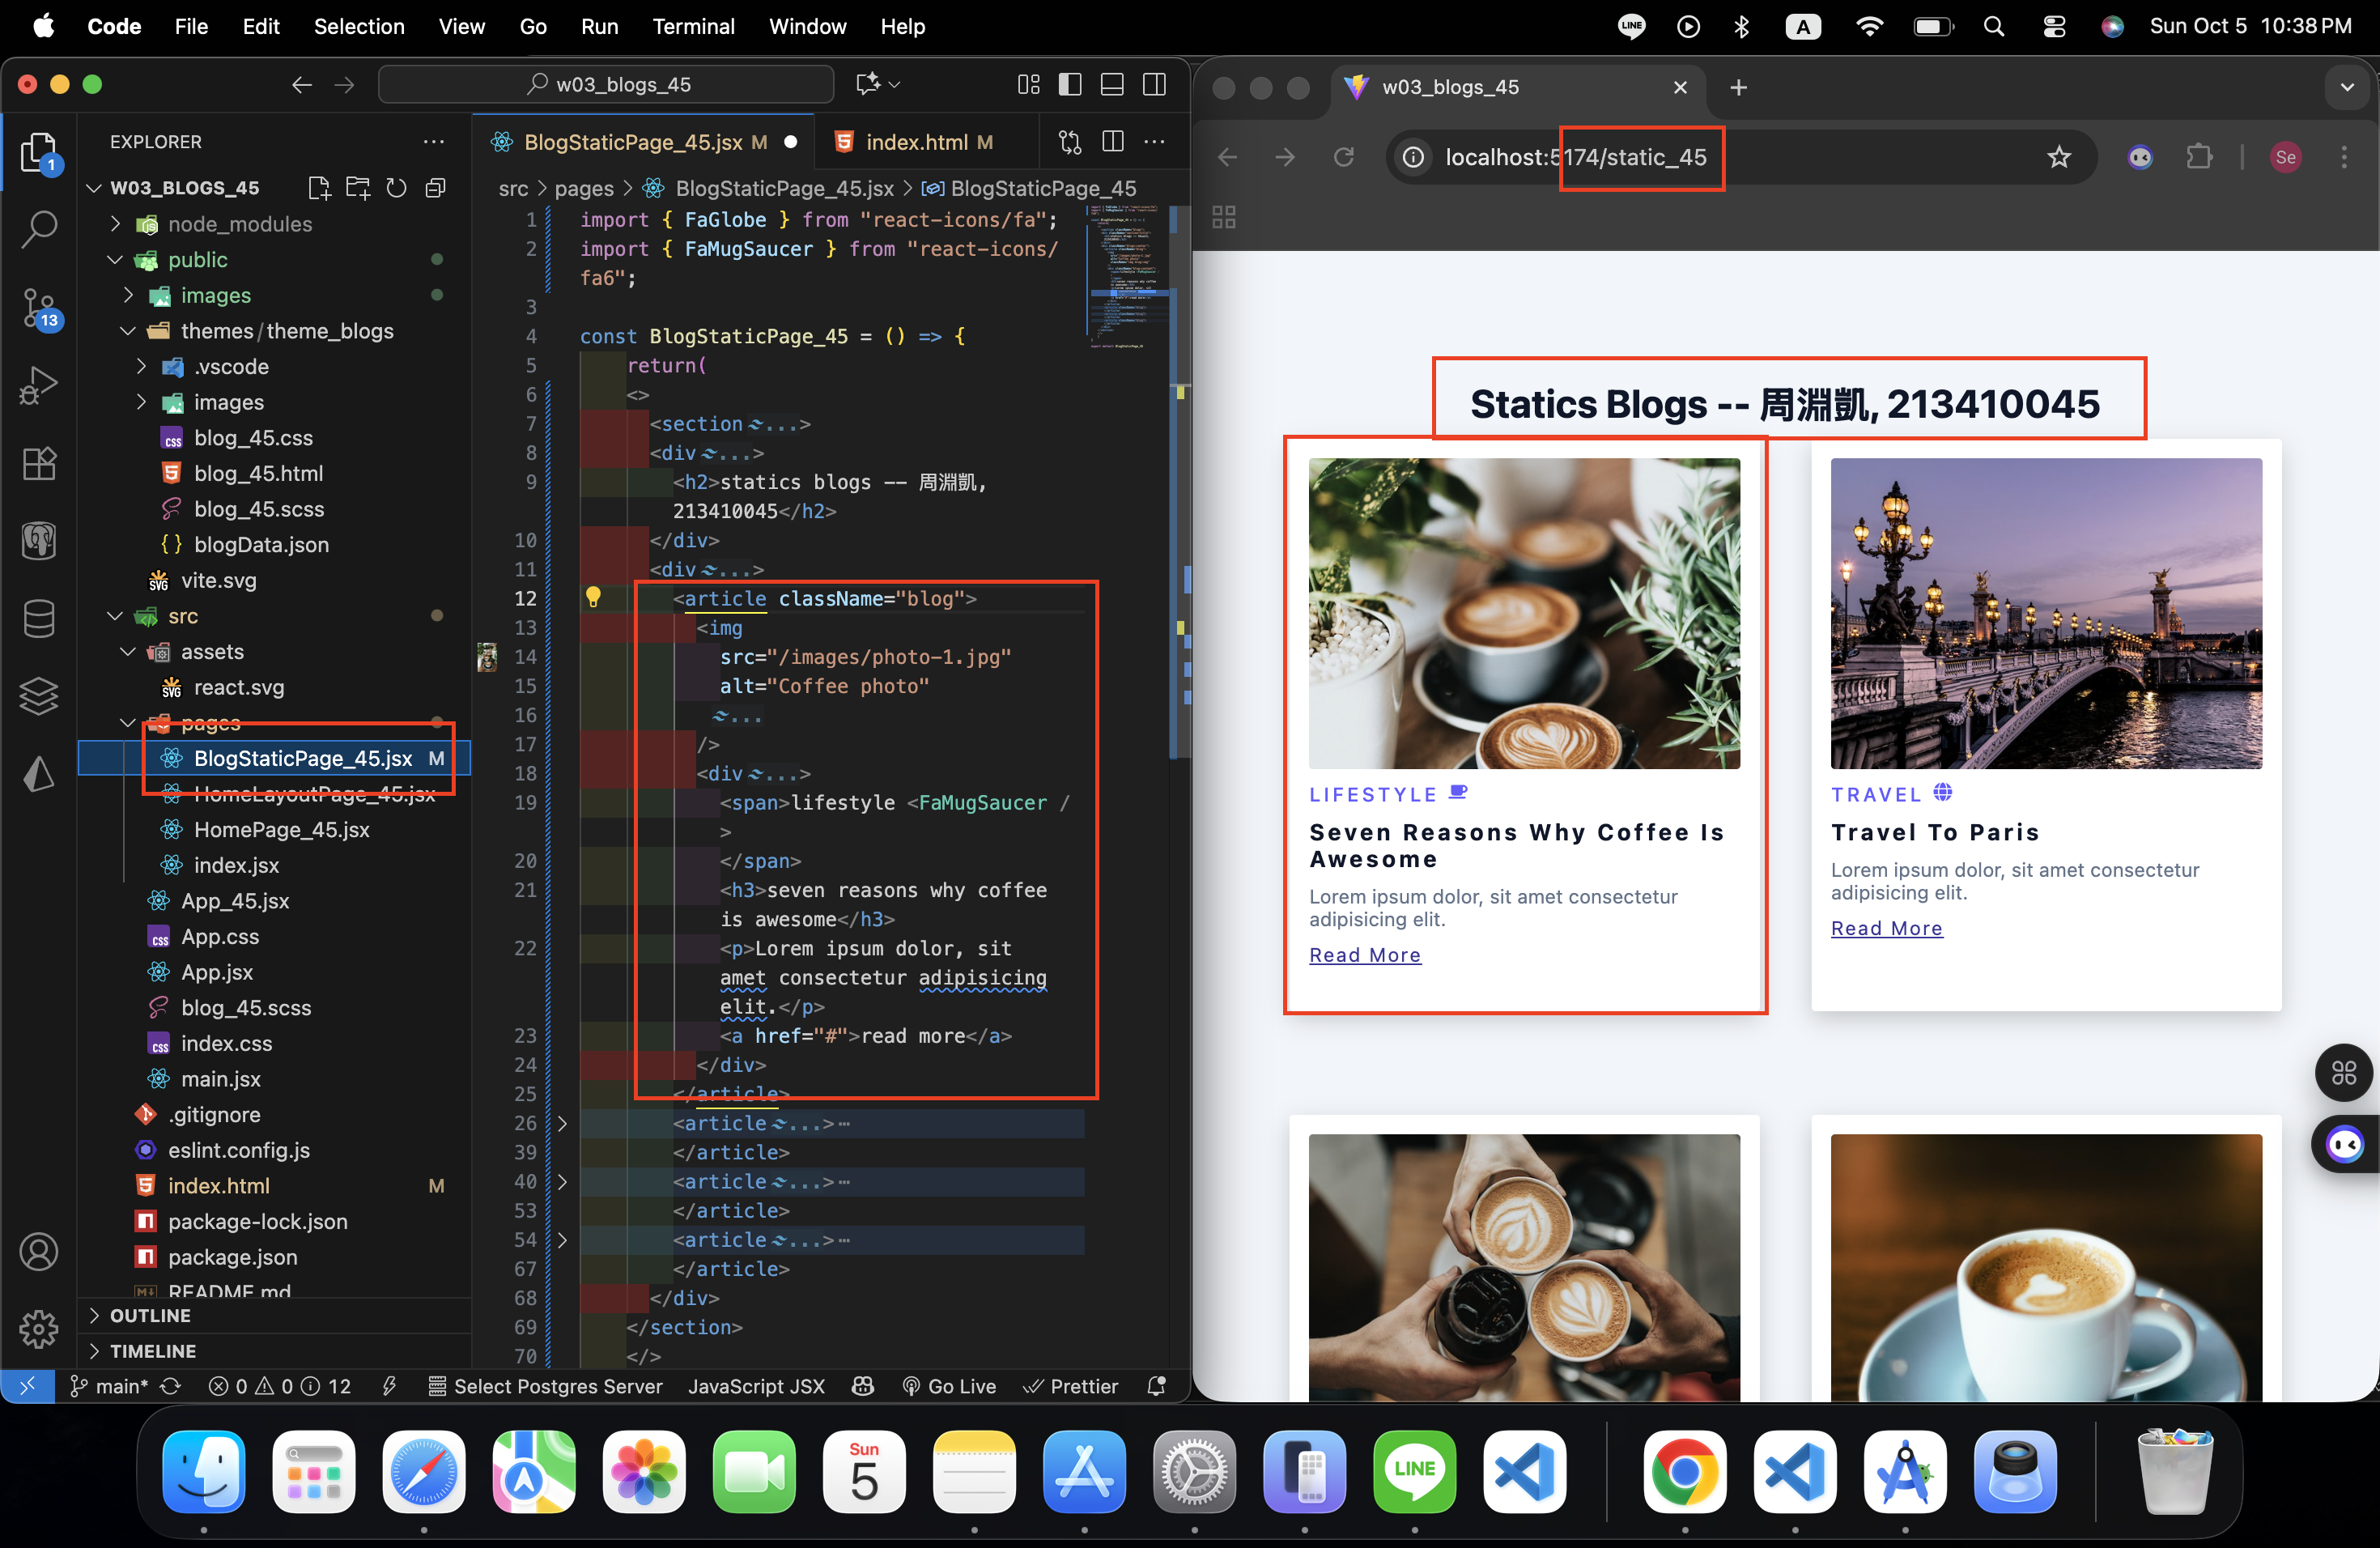 Code File Edit Selection View Go Run Terminal Window Help
LINE A Sun Oct 5 10:38 PM
w03_blogs_45
EXPLORER
W03_BLOGS_45
node_modules
public
images
themes/theme_blogs
.vscode
images
blog_45.css
blog_45.html
blog_45.scss
blogData.json
vite.svg
src
assets
react.svg
pages
BlogStaticPage_45.jsx M
HomeLayoutPage_45.jsx
HomePage_45.jsx
index.jsx
App_45.jsx
App.css
App.jsx
blog_45.scss
index.css
main.jsx
.gitignore
eslint.config.js
index.html M
package-lock.json
package.json
README.md
OUTLINE
TIMELINE
1
13
BlogStaticPage_45.jsx M
index.html M
src > pages > BlogStaticPage_45.jsx > BlogStaticPage_45
1 import { FaGlobe } from "react-icons/fa";
2 import { FaMugSaucer } from "react-icons/
fa6";
3
4 const BlogStaticPage_45 = () => {
5 return(
6 <>
7 <section ...>
8 <div ...>
9 <h2>statics blogs -- 周淵凱,
213410045</h2>
10 </div>
11 <div ...>
12 <article className="blog">
13 <img
14 src="/images/photo-1.jpg"
15 alt="Coffee photo"
16 ...
17 />
18 <div ...>
19 <span>lifestyle <FaMugSaucer /
>
20 </span>
21 <h3>seven reasons why coffee
is awesome</h3>
22 <p>Lorem ipsum dolor, sit
amet consectetur adipisicing
elit.</p>
23 <a href="#">read more</a>
24 </div>
25 </article>
26 <article ...> ⋯
39 </article>
40 <article ...> ⋯
53 </article>
54 <article ...> ⋯
67 </article>
68 </div>
69 </section>
70 </>
main* 0 0 12 Select Postgres Server JavaScript JSX Go Live Prettier
w03_blogs_45
localhost:5174/static_45
Se
Statics Blogs -- 周淵凱, 213410045
LIFESTYLE
Seven Reasons Why Coffee Is
Awesome
Lorem ipsum dolor, sit amet consectetur
adipisicing elit.
Read More
TRAVEL
Travel To Paris
Lorem ipsum dolor, sit amet consectetur
adipisicing elit.
Read More
Sun
5
LINE